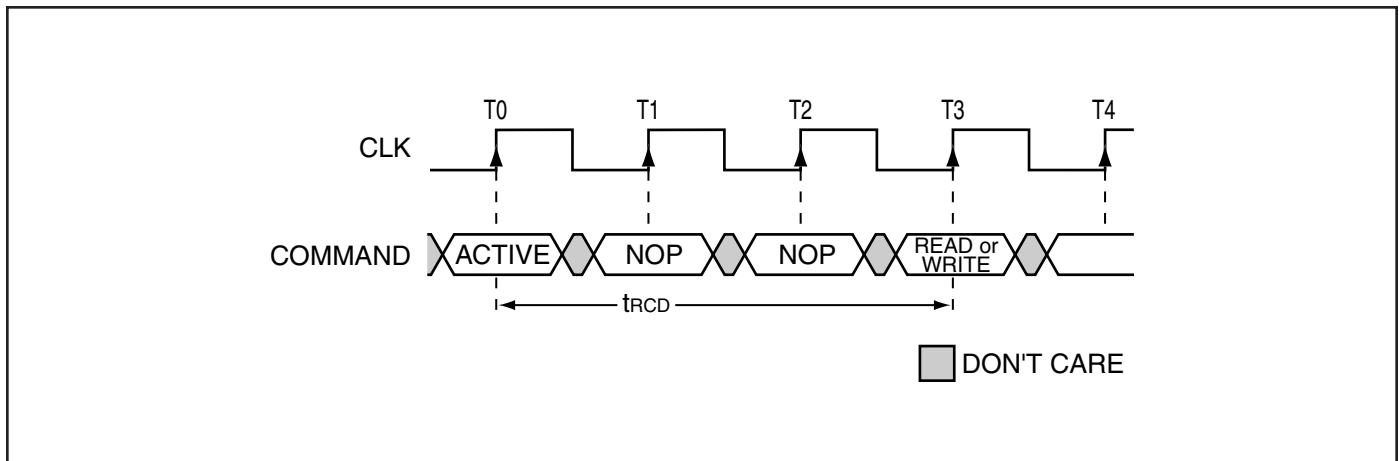 T0 T1 T2 T3 T4
CLK
COMMAND ACTIVE NOP NOP READ or
WRITE
tRCD
DON'T CARE